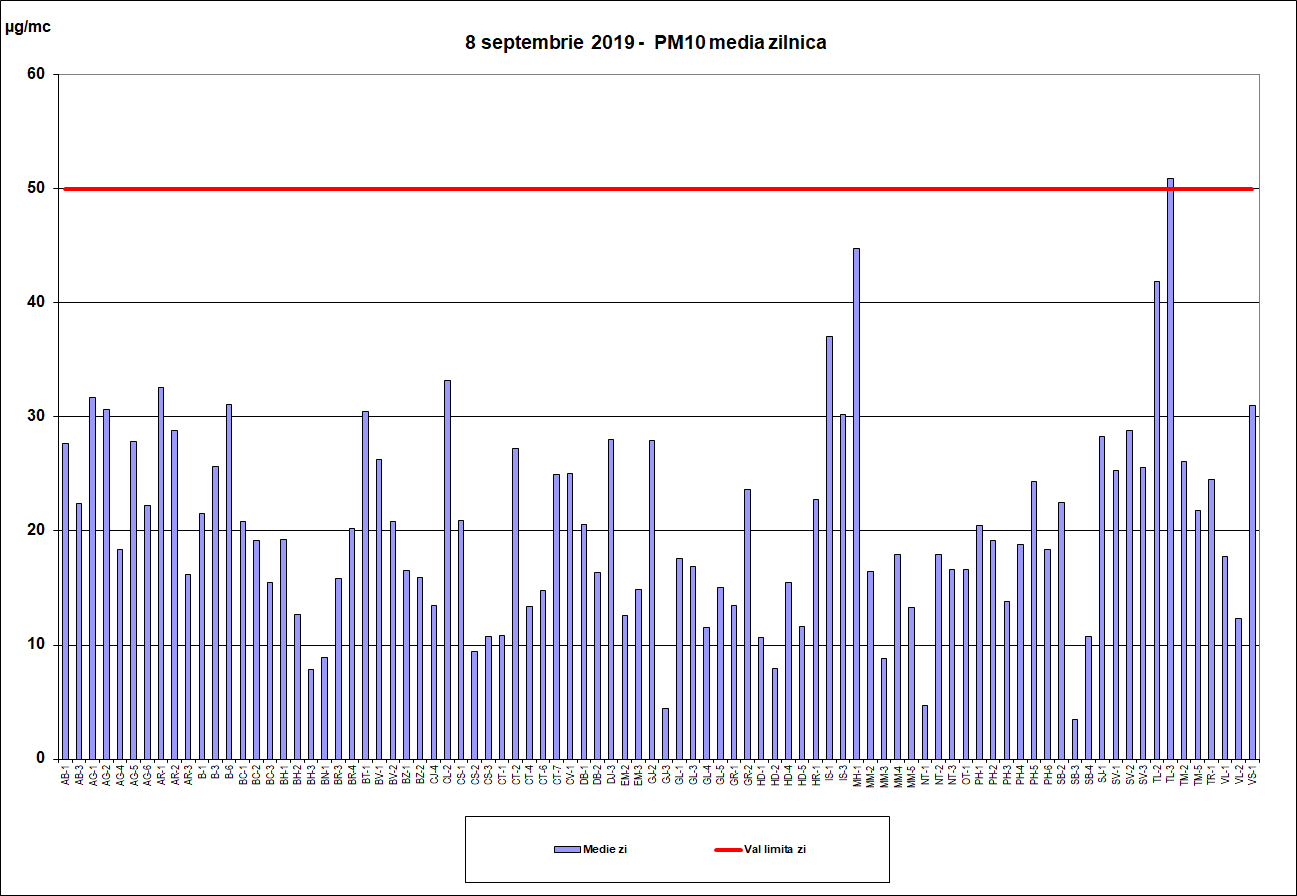 µg/mc
8 septembrie 2019 - PM10 media zilnica
60
50
40
30
20
10
0
AB-1 AB-3 AG-1 AG-2 AG-4 AG-5 AG-6 AR-1 AR-2 AR-3 B-1 B-3 B-6 BC-1 BC-2 BC-3 BH-1 BH-2 BH-3 BN-1 BR-3 BR-4 BT-1 BV-1 BV-2 BZ-1 BZ-2 CJ-4 CL-2 CS-1 CS-2 CS-3 CT-1 CT-2 CT-4 CT-6 CT-7 CV-1 DB-1 DB-2 DJ-3 EM-2 EM-3 GJ-2 GJ-3 GL-1 GL-3 GL-4 GL-5 GR-1 GR-2 HD-1 HD-2 HD-4 HD-5 HR-1 IS-1 IS-3 MH-1 MM-2 MM-3 MM-4 MM-5 NT-1 NT-2 NT-3 OT-1 PH-1 PH-2 PH-3 PH-4 PH-5 PH-6 SB-2 SB-3 SB-4 SJ-1 SV-1 SV-2 SV-3 TL-2 TL-3 TM-2 TM-5 TR-1 VL-1 VL-2 VS-1
Medie zi Val limita zi